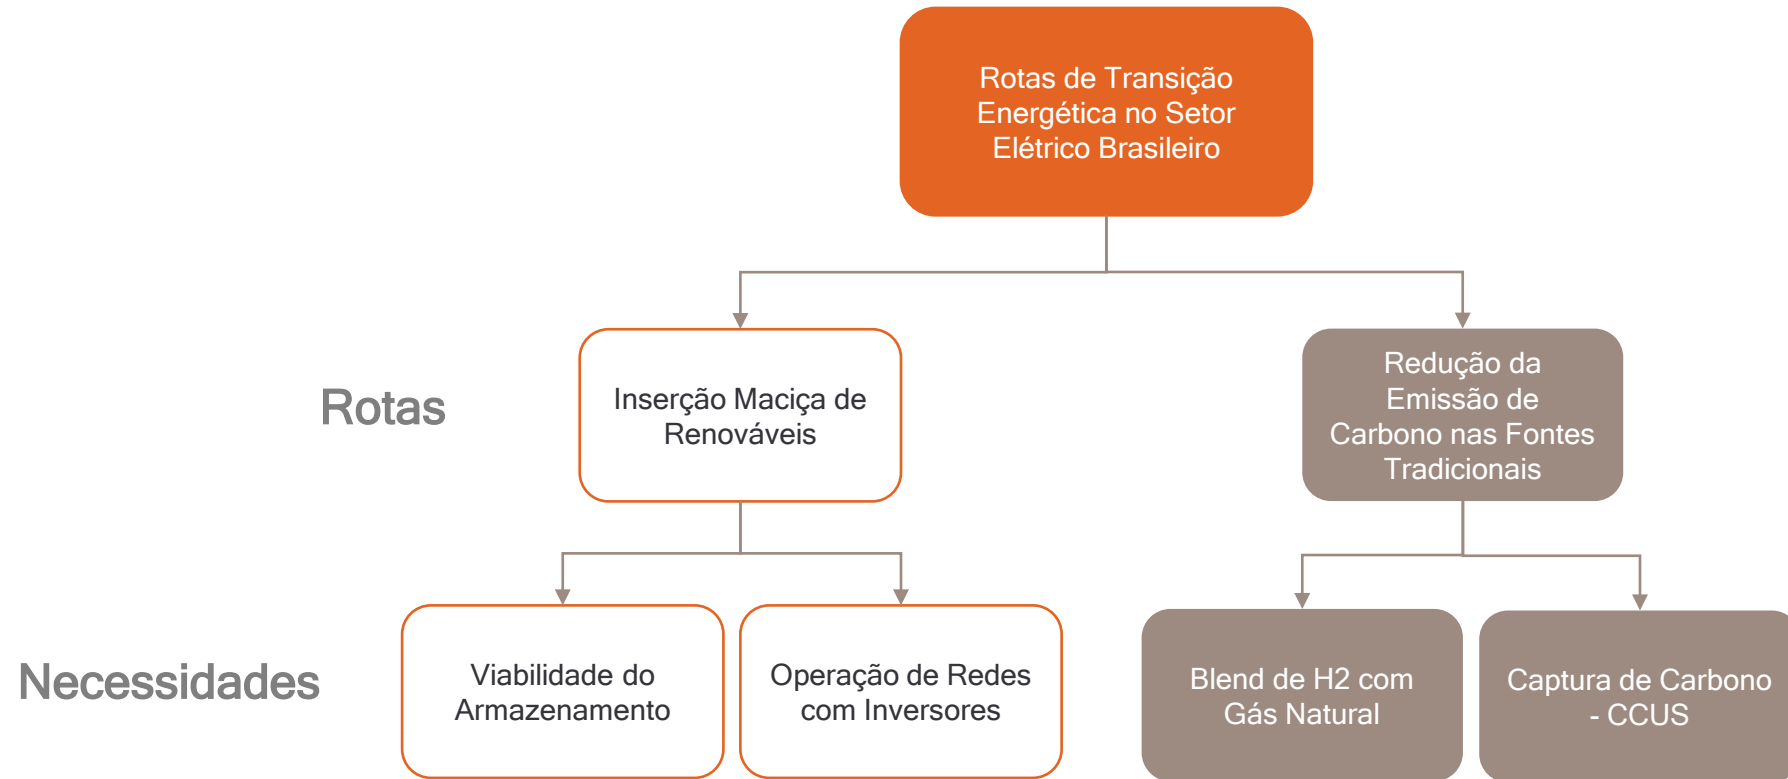 Rotas de Transição
Energética no Setor
Elétrico Brasileiro
Rotas
Inserção Maciça de
Renováveis
Redução da
Emissão de
Carbono nas Fontes
Tradicionais
Necessidades
Viabilidade do
Armazenamento
Operação de Redes
com Inversores
Blend de H2 com
Gás Natural
Captura de Carbono
- CCUS